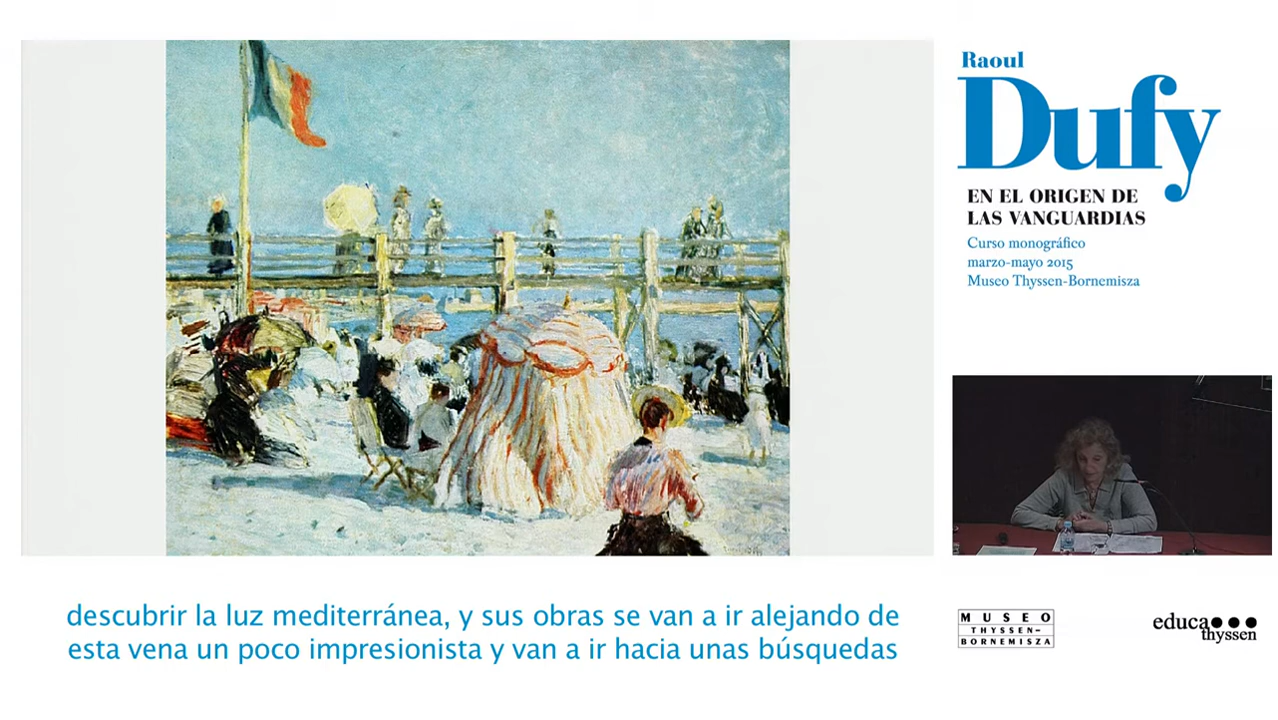 Raoul
Dufy
EN EL ORIGEN DE
LAS VANGUARDIAS
Curso monográfico
marzo-mayo 2015
Museo Thyssen-Bornemisza
descubrir la luz mediterránea, y sus obras se van a ir alejando de
esta vena un poco impresionista y van a ir hacia unas búsquedas
MUSEO
THYSSEN-
BORNEMISZA
educa
thyssen